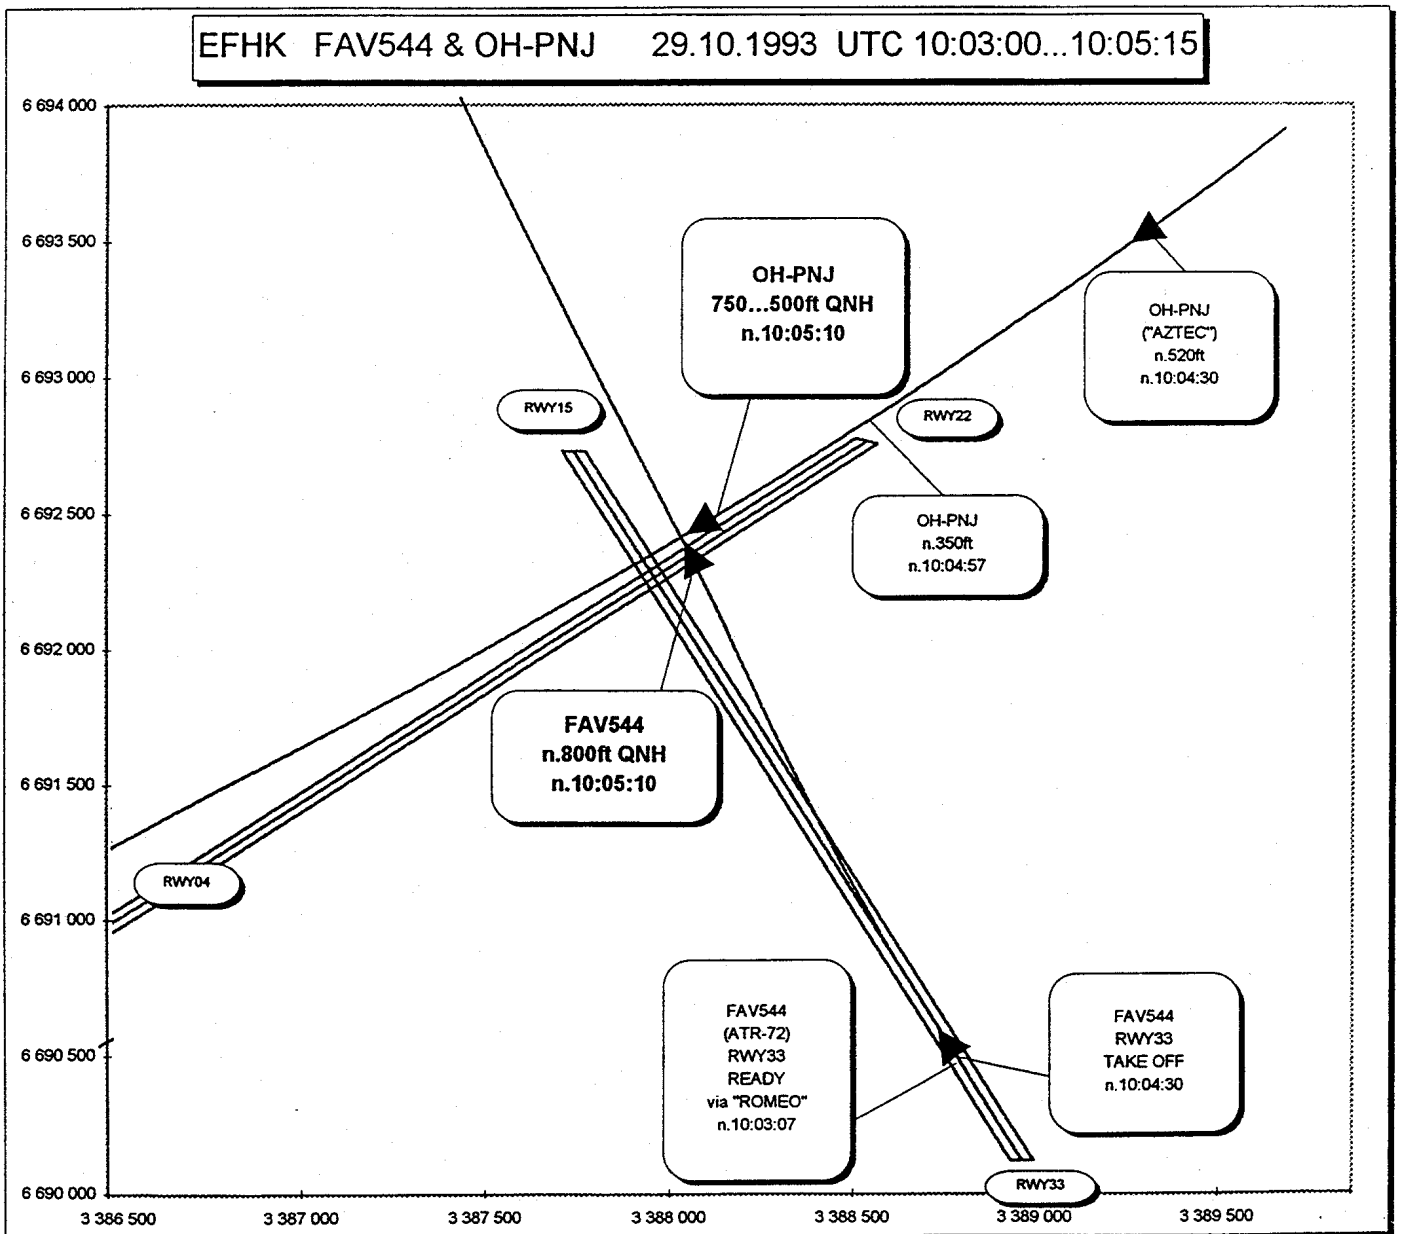 EFHK FAV544 & OH-PNJ 29.10.1993 UTC 10:03:00...10:05:15
6 694 000
6 693 500
6 693 000
6 692 500
6 692 000
6 691 500
6 691 000
6 690 500
6 690 000
OH-PNJ
750...500ft QNH
n.10:05:10
OH-PNJ
("AZTEC")
n.520ft
n.10:04:30
RWY15
RWY22
OH-PNJ
n.350ft
n.10:04:57
FAV544
n.800ft QNH
n.10:05:10
RWY04
FAV544
(ATR-72)
RWY33
READY
via "ROMEO"
n.10:03:07
FAV544
RWY33
TAKE OFF
n.10:04:30
RWY33
3 386 500
3 387 000
3 387 500
3 388 000
3 388 500
3 389 000
3 389 500